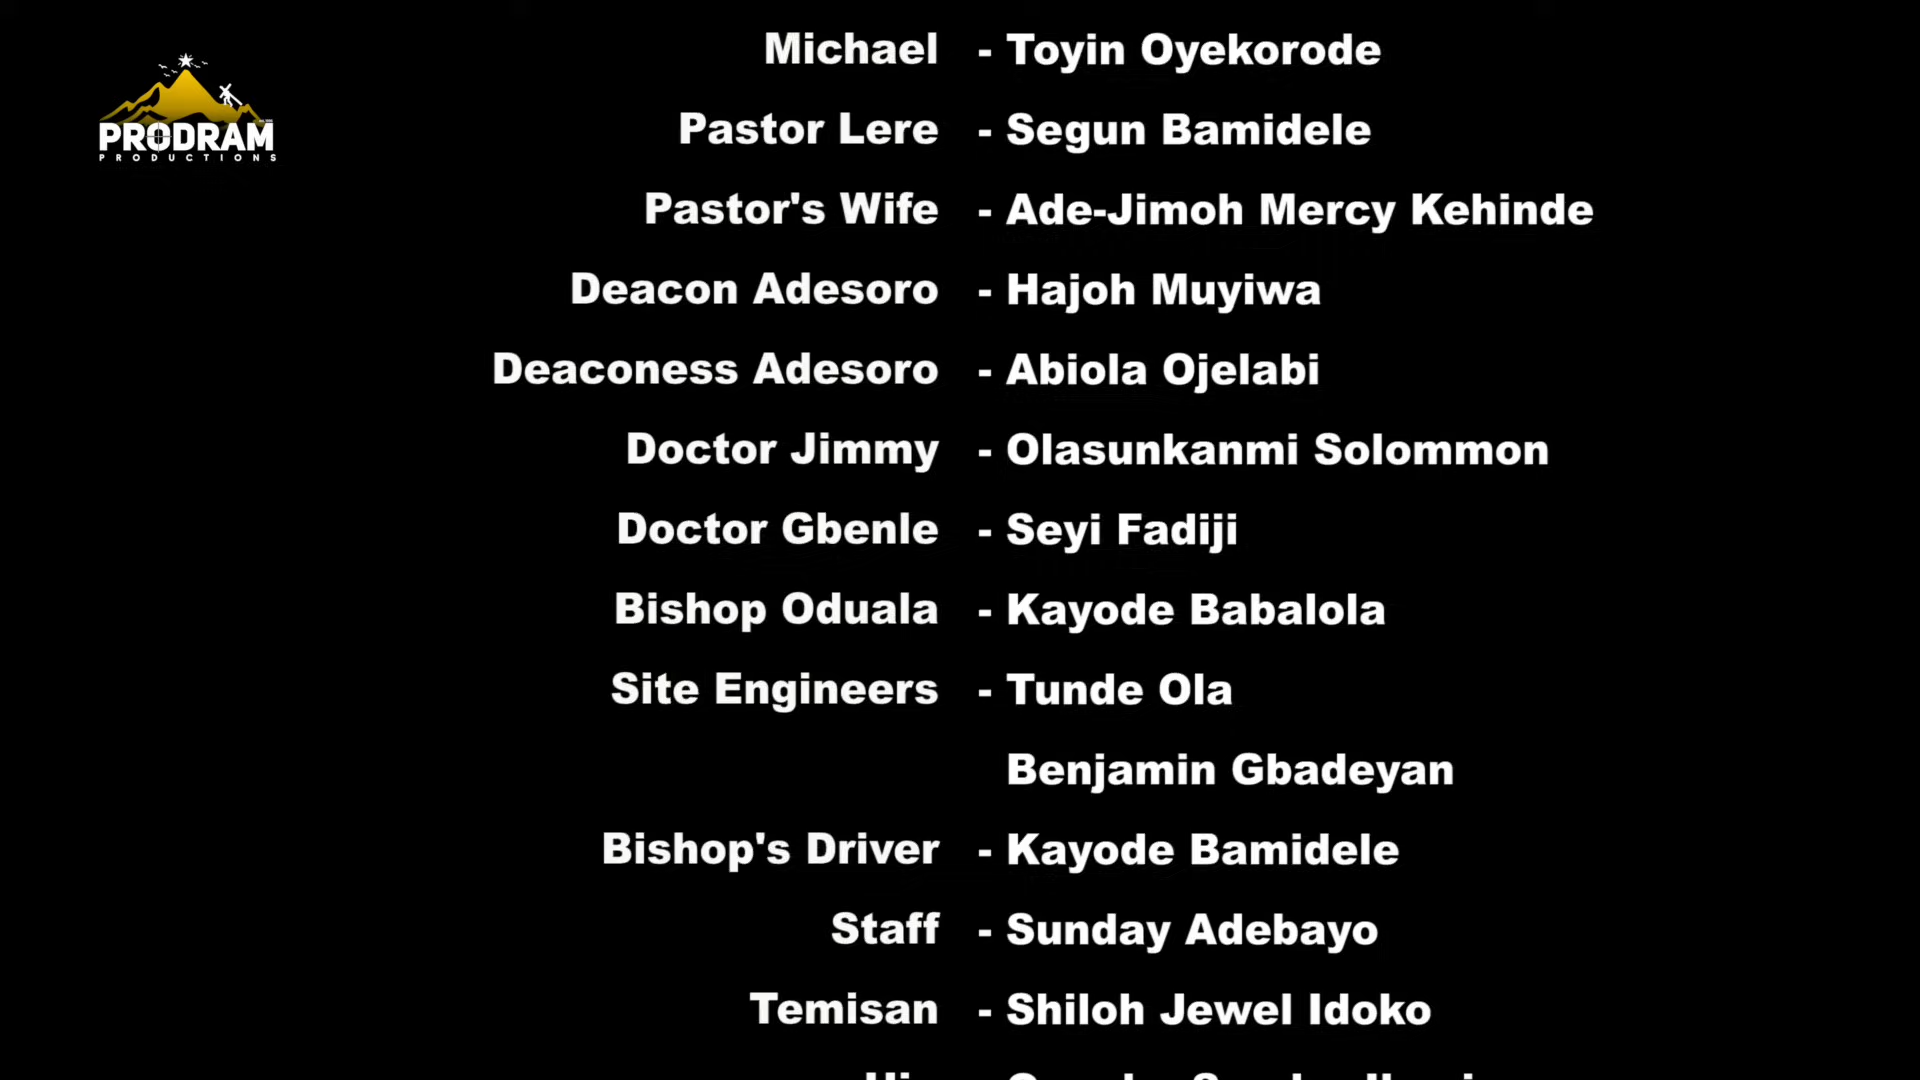 PRODRAM
PRODUCTIONS
Michael - Toyin Oyekorode
Pastor Lere - Segun Bamidele
Pastor's Wife - Ade-Jimoh Mercy Kehinde
Deacon Adesoro - Hajoh Muyiwa
Deaconess Adesoro - Abiola Ojelabi
Doctor Jimmy - Olasunkanmi Solommon
Doctor Gbenle - Seyi Fadiji
Bishop Oduala - Kayode Babalola
Site Engineers - Tunde Ola
Benjamin Gbadeyan
Bishop's Driver - Kayode Bamidele
Staff - Sunday Adebayo
Temisan - Shiloh Jewel Idoko